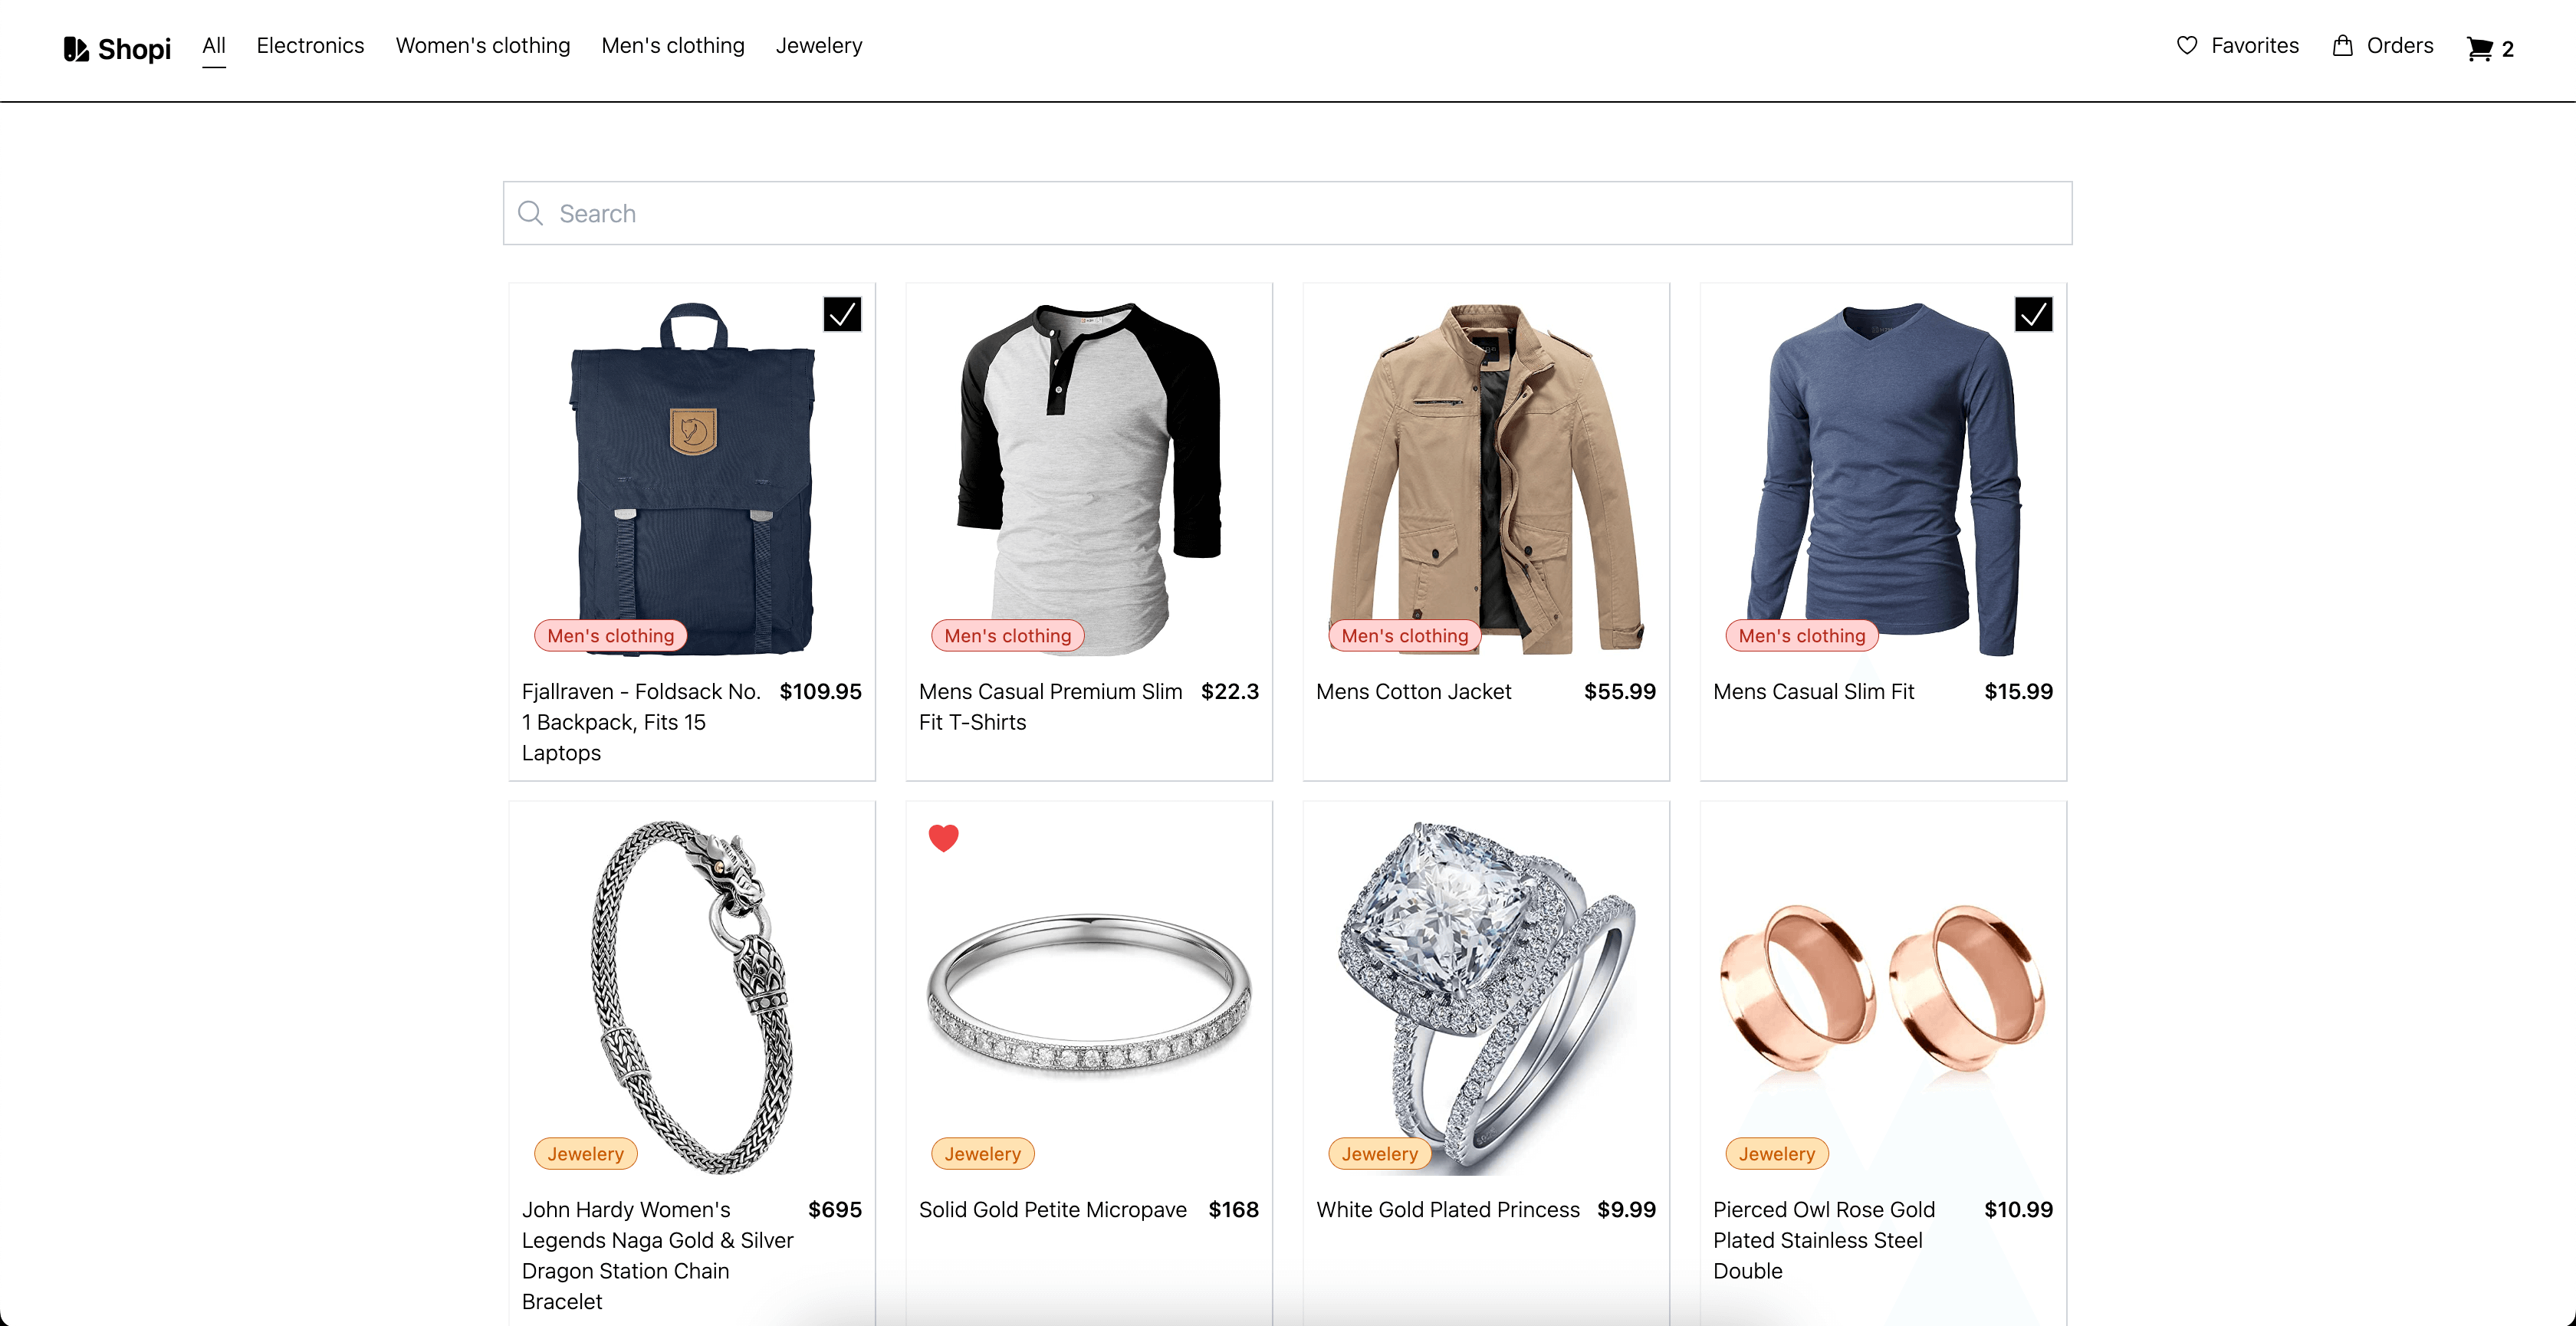 Shopi All Electronics Women's clothing Men's clothing Jewelery Favorites Orders 2
Search
Men's clothing
Fjallraven - Foldsack No. $109.95
1 Backpack, Fits 15
Laptops
Men's clothing
Mens Casual Premium Slim $22.3
Fit T-Shirts
Men's clothing
Mens Cotton Jacket $55.99
Men's clothing
Mens Casual Slim Fit $15.99
Jewelery
John Hardy Women's $695
Legends Naga Gold & Silver
Dragon Station Chain
Bracelet
Jewelery
Solid Gold Petite Micropave $168
Jewelery
White Gold Plated Princess $9.99
Jewelery
Pierced Owl Rose Gold $10.99
Plated Stainless Steel
Double